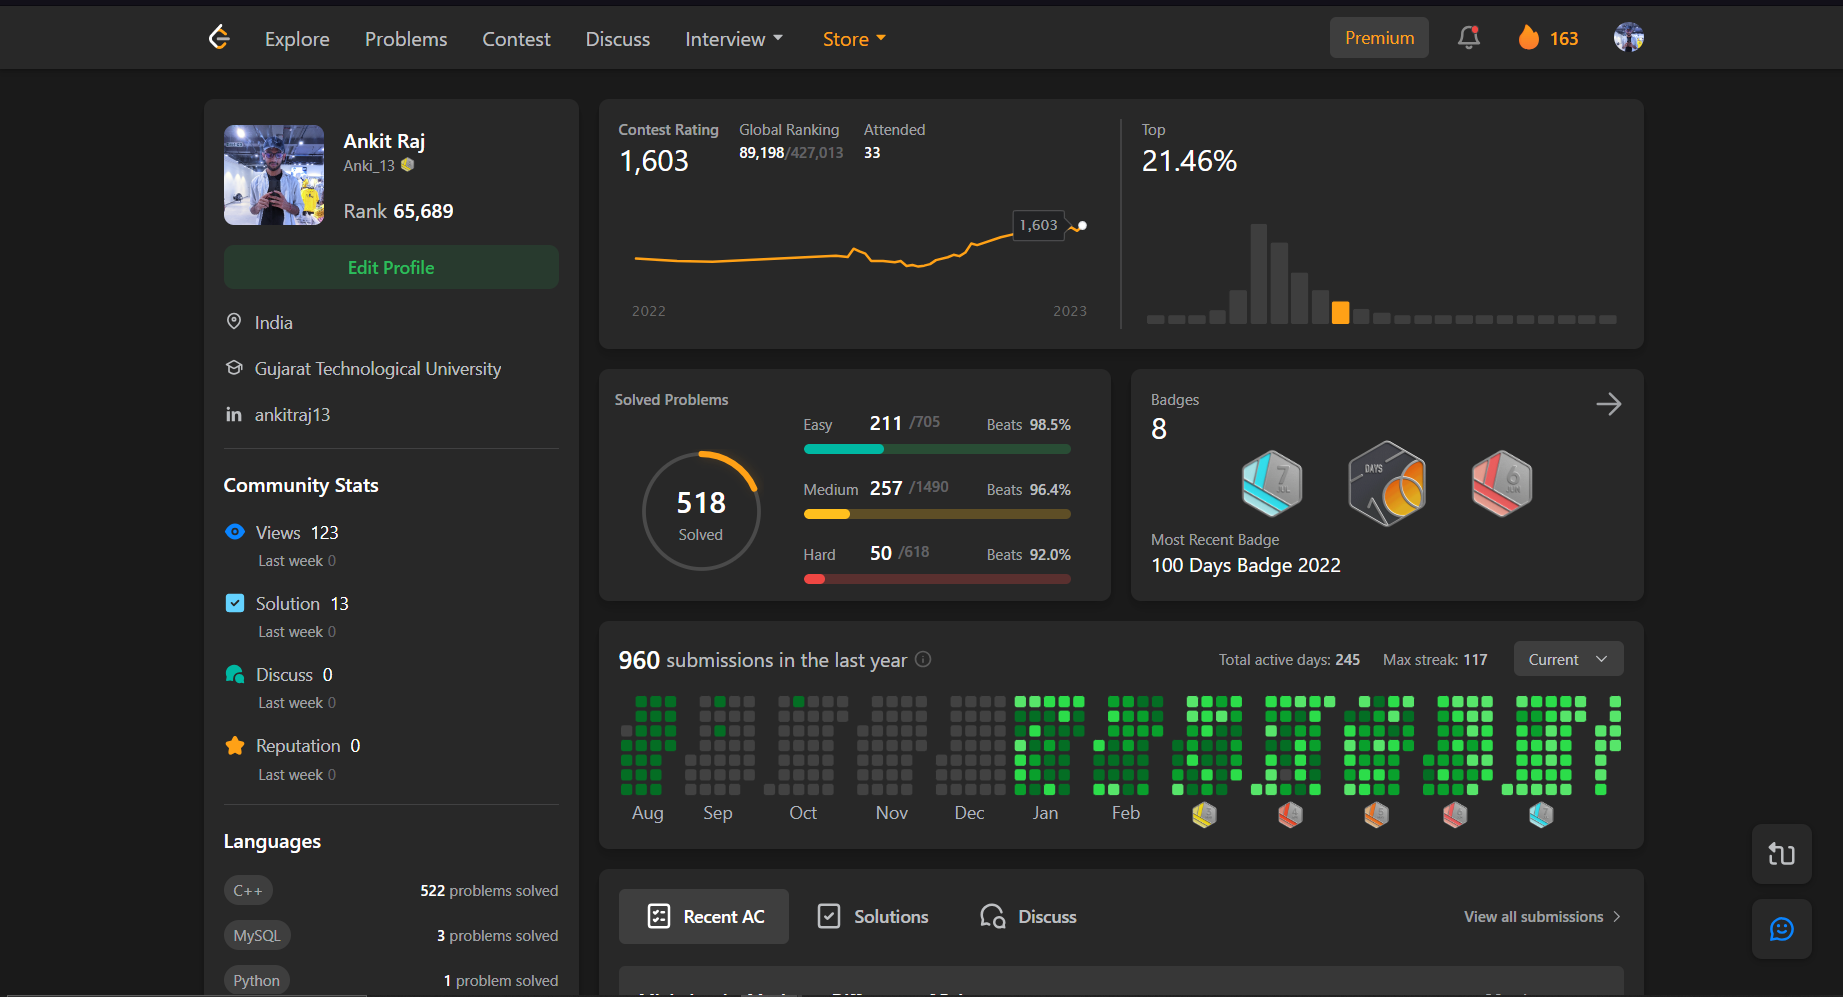 Explore Problems Contest Discuss Interview Store Premium 163
Ankit Raj
Anki_13
Rank 65,689
Edit Profile
India
Gujarat Technological University
in ankitraj13
Community Stats
Views 123
Last week 0
Solution 13
Last week 0
Discuss 0
Last week 0
Reputation 0
Last week 0
Languages
C++ 522 problems solved
MySQL 3 problems solved
Python 1 problem solved
Contest Rating Global Ranking Attended
1,603 89,198/427,013 33
1,603
2022 2023
Top
21.46%
Solved Problems
518
Solved
Easy 211 /705 Beats 98.5%
Medium 257 /1490 Beats 96.4%
Hard 50 /618 Beats 92.0%
Badges
8
7
JUL
DAYS
6
JUN
Most Recent Badge
100 Days Badge 2022
960 submissions in the last year Total active days: 245 Max streak: 117 Current
Aug Sep Oct Nov Dec Jan Feb
Recent AC Solutions Discuss View all submissions